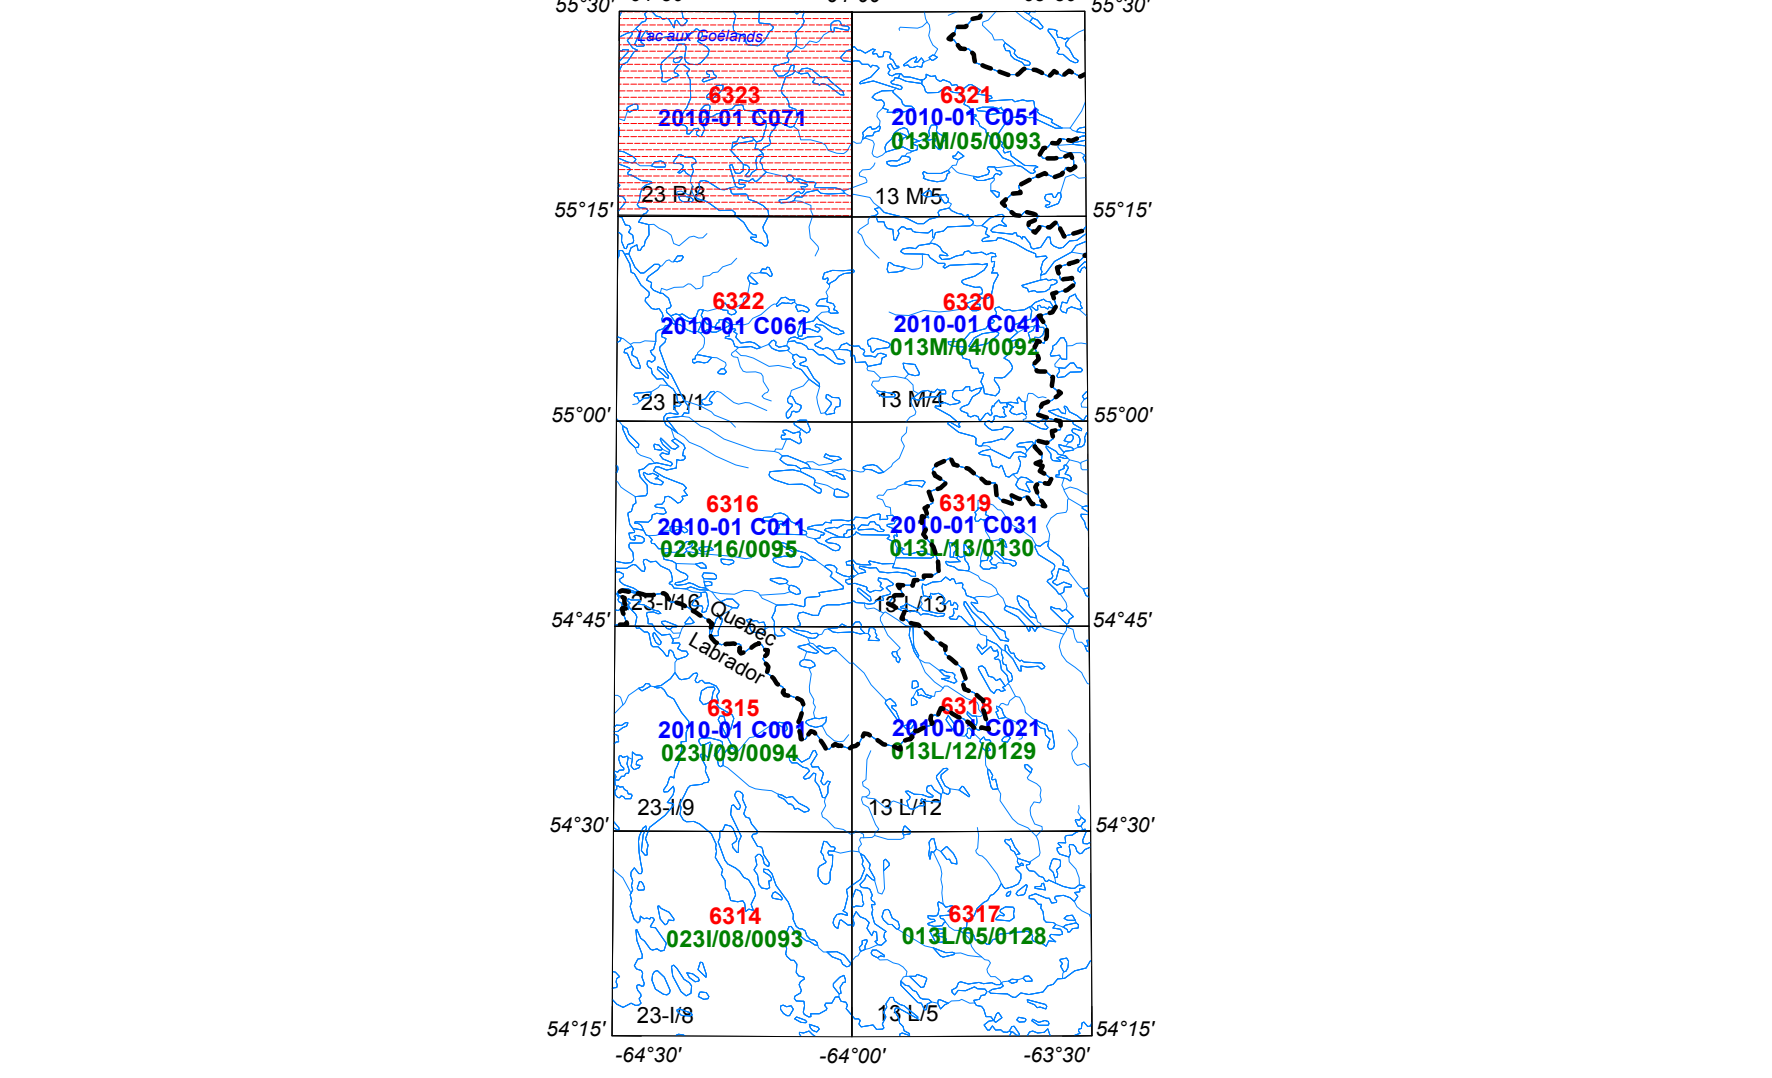 55°30'
55°30'
Lac aux Goélands
6323
2010-01 C071
23 P/8
6321
2010-01 C051
013M/05/0093
13 M/5
55°15'
55°15'
6322
2010-01 C061
23 P/1
6320
2010-01 C041
013M/04/0092
13 M/4
55°00'
55°00'
6316
2010-01 C011
023I/16/0095
23-I/16
Quebec
Labrador
6319
2010-01 C031
013L/13/0130
13 L/13
54°45'
54°45'
6315
2010-01 C001
023I/09/0094
23-I/9
6318
2010-01 C021
013L/12/0129
13 L/12
54°30'
54°30'
6314
023I/08/0093
23-I/8
6317
013L/05/0128
13 L/5
54°15'
54°15'
-64°30'
-64°00'
-63°30'